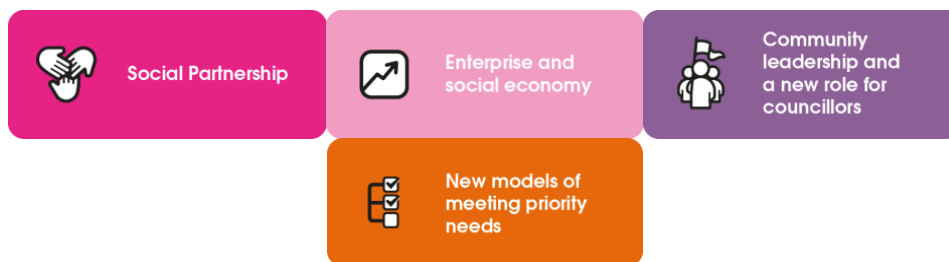 Social Partnership
Enterprise and
social economy
Community
leadership and
a new role for
councillors
New models of
meeting priority
needs